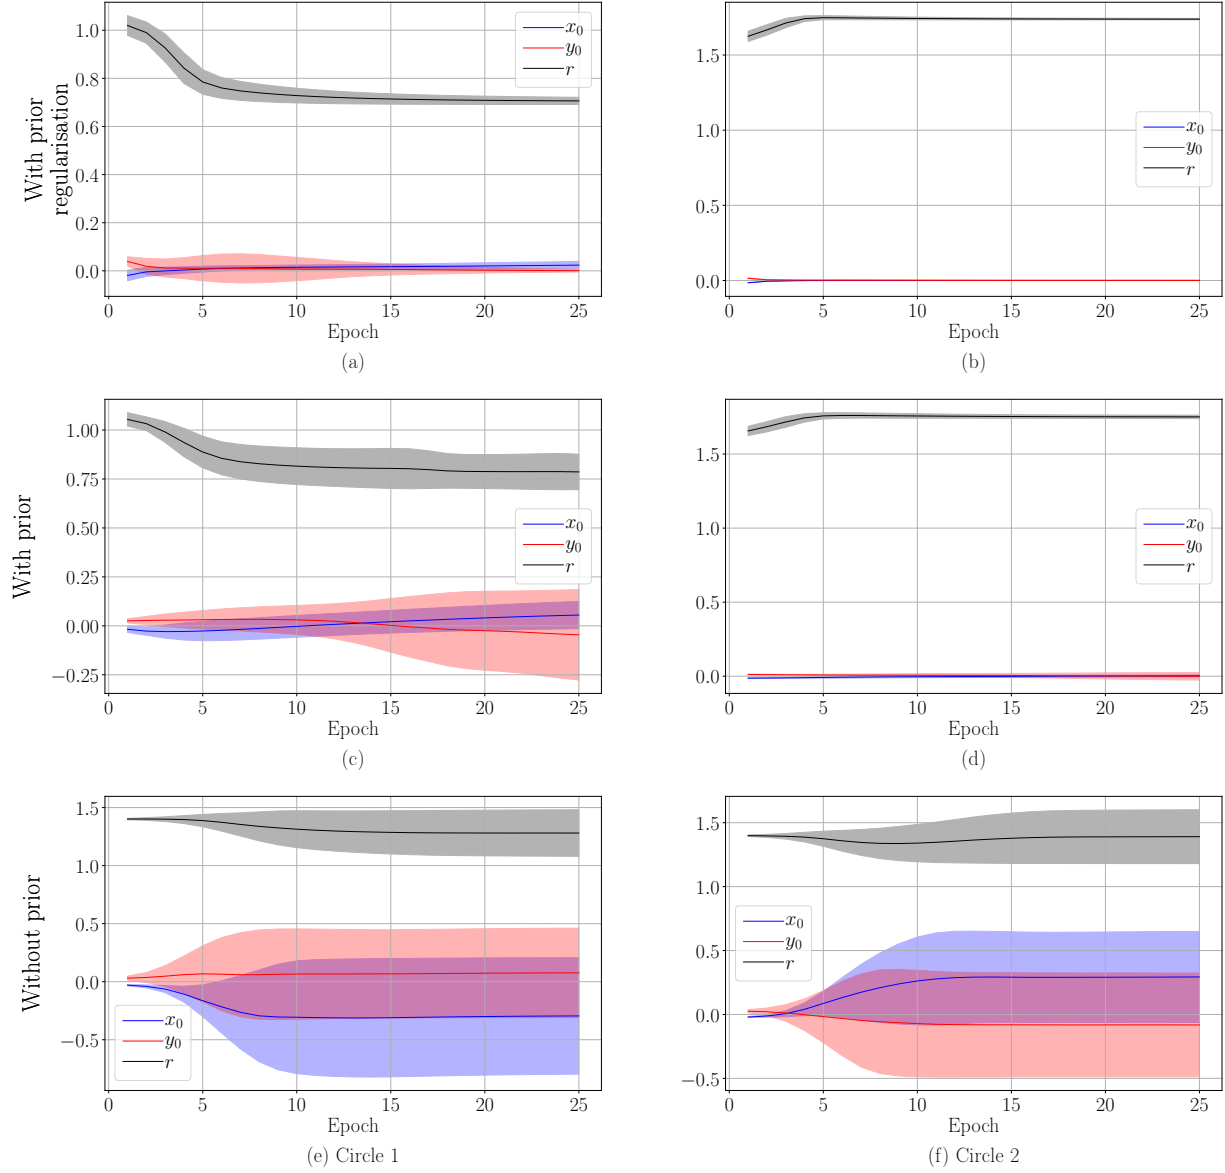 With prior
regularisation
1.0
0.8
0.6
0.4
0.2
0.0
x₀
y₀
r
0 5 10 15 20 25
Epoch
(a)
1.5
1.0
0.5
0.0
x₀
y₀
r
0 5 10 15 20 25
Epoch
(b)
With prior
1.00
0.75
0.50
0.25
0.00
−0.25
x₀
y₀
r
0 5 10 15 20 25
Epoch
(c)
1.5
1.0
0.5
0.0
x₀
y₀
r
0 5 10 15 20 25
Epoch
(d)
Without prior
1.5
1.0
0.5
0.0
−0.5
x₀
y₀
r
0 5 10 15 20 25
Epoch
(e) Circle 1
1.5
1.0
0.5
0.0
−0.5
x₀
y₀
r
0 5 10 15 20 25
Epoch
(f) Circle 2